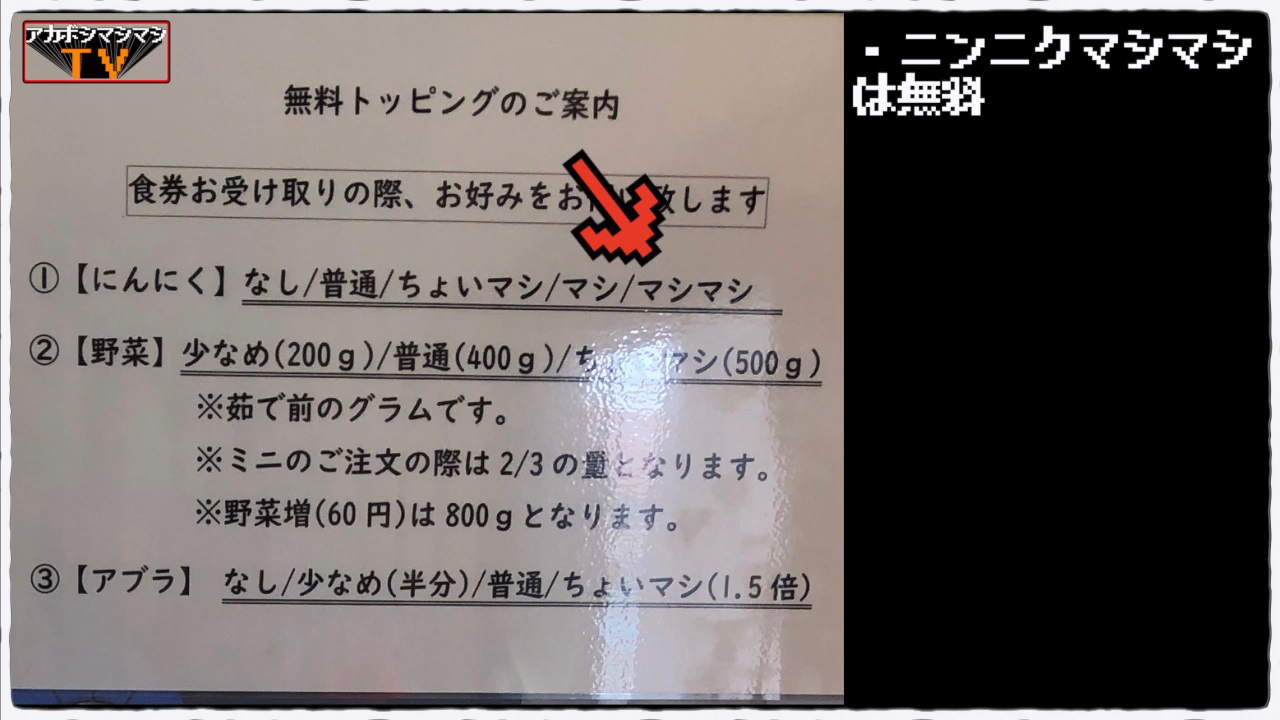 アカボシマシマシ
TV
無料トッピングのご案内
食券お受け取りの際、お好みをお致します
①【にんにく】なし/普通/ちょいマシ/マシ/マシマシ
②【野菜】少なめ(200g)/普通(400g)/ちマシ(500g)
※茹で前のグラムです。
※ミニのご注文の際は2/3の量となります。
※野菜増(60円)は800gとなります。
③【アブラ】 なし/少なめ(半分)/普通/ちょいマシ(1.5倍)
・ニンニクマシマシ
は無料